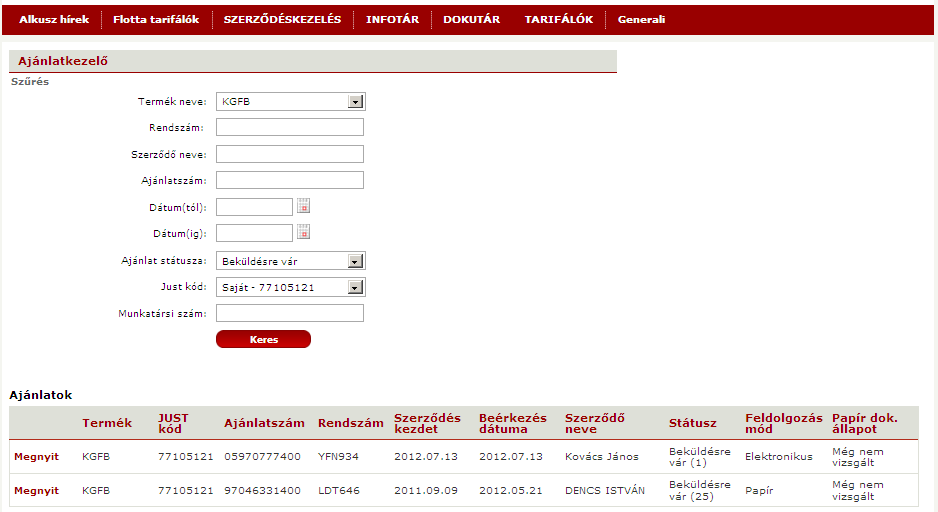 Alkusz hírek Flotta tarifálók SZERZŐDÉSKEZELÉS INFOTÁR DOKUTÁR TARIFÁLÓK Generali
Ajánlatkezelő
Szűrés
Termék neve: KGFB
Rendszám:
Szerződő neve:
Ajánlatszám:
Dátum(tól):
Dátum(ig):
Ajánlat státusza: Beküldésre vár
Just kód: Saját - 77105121
Munkatársi szám:
Keres
Ajánlatok
Termék JUST kód Ajánlatszám Rendszám Szerződés kezdet Beérkezés dátuma Szerződő neve Státusz Feldolgozás mód Papír dok. állapot
Megnyit KGFB 77105121 05970777400 YFN934 2012.07.13 2012.07.13 Kovács János Beküldésre vár (1) Elektronikus Még nem vizsgált
Megnyit KGFB 77105121 97046331400 LDT646 2011.09.09 2012.05.21 DENCS ISTVÁN Beküldésre vár (25) Papír Még nem vizsgált